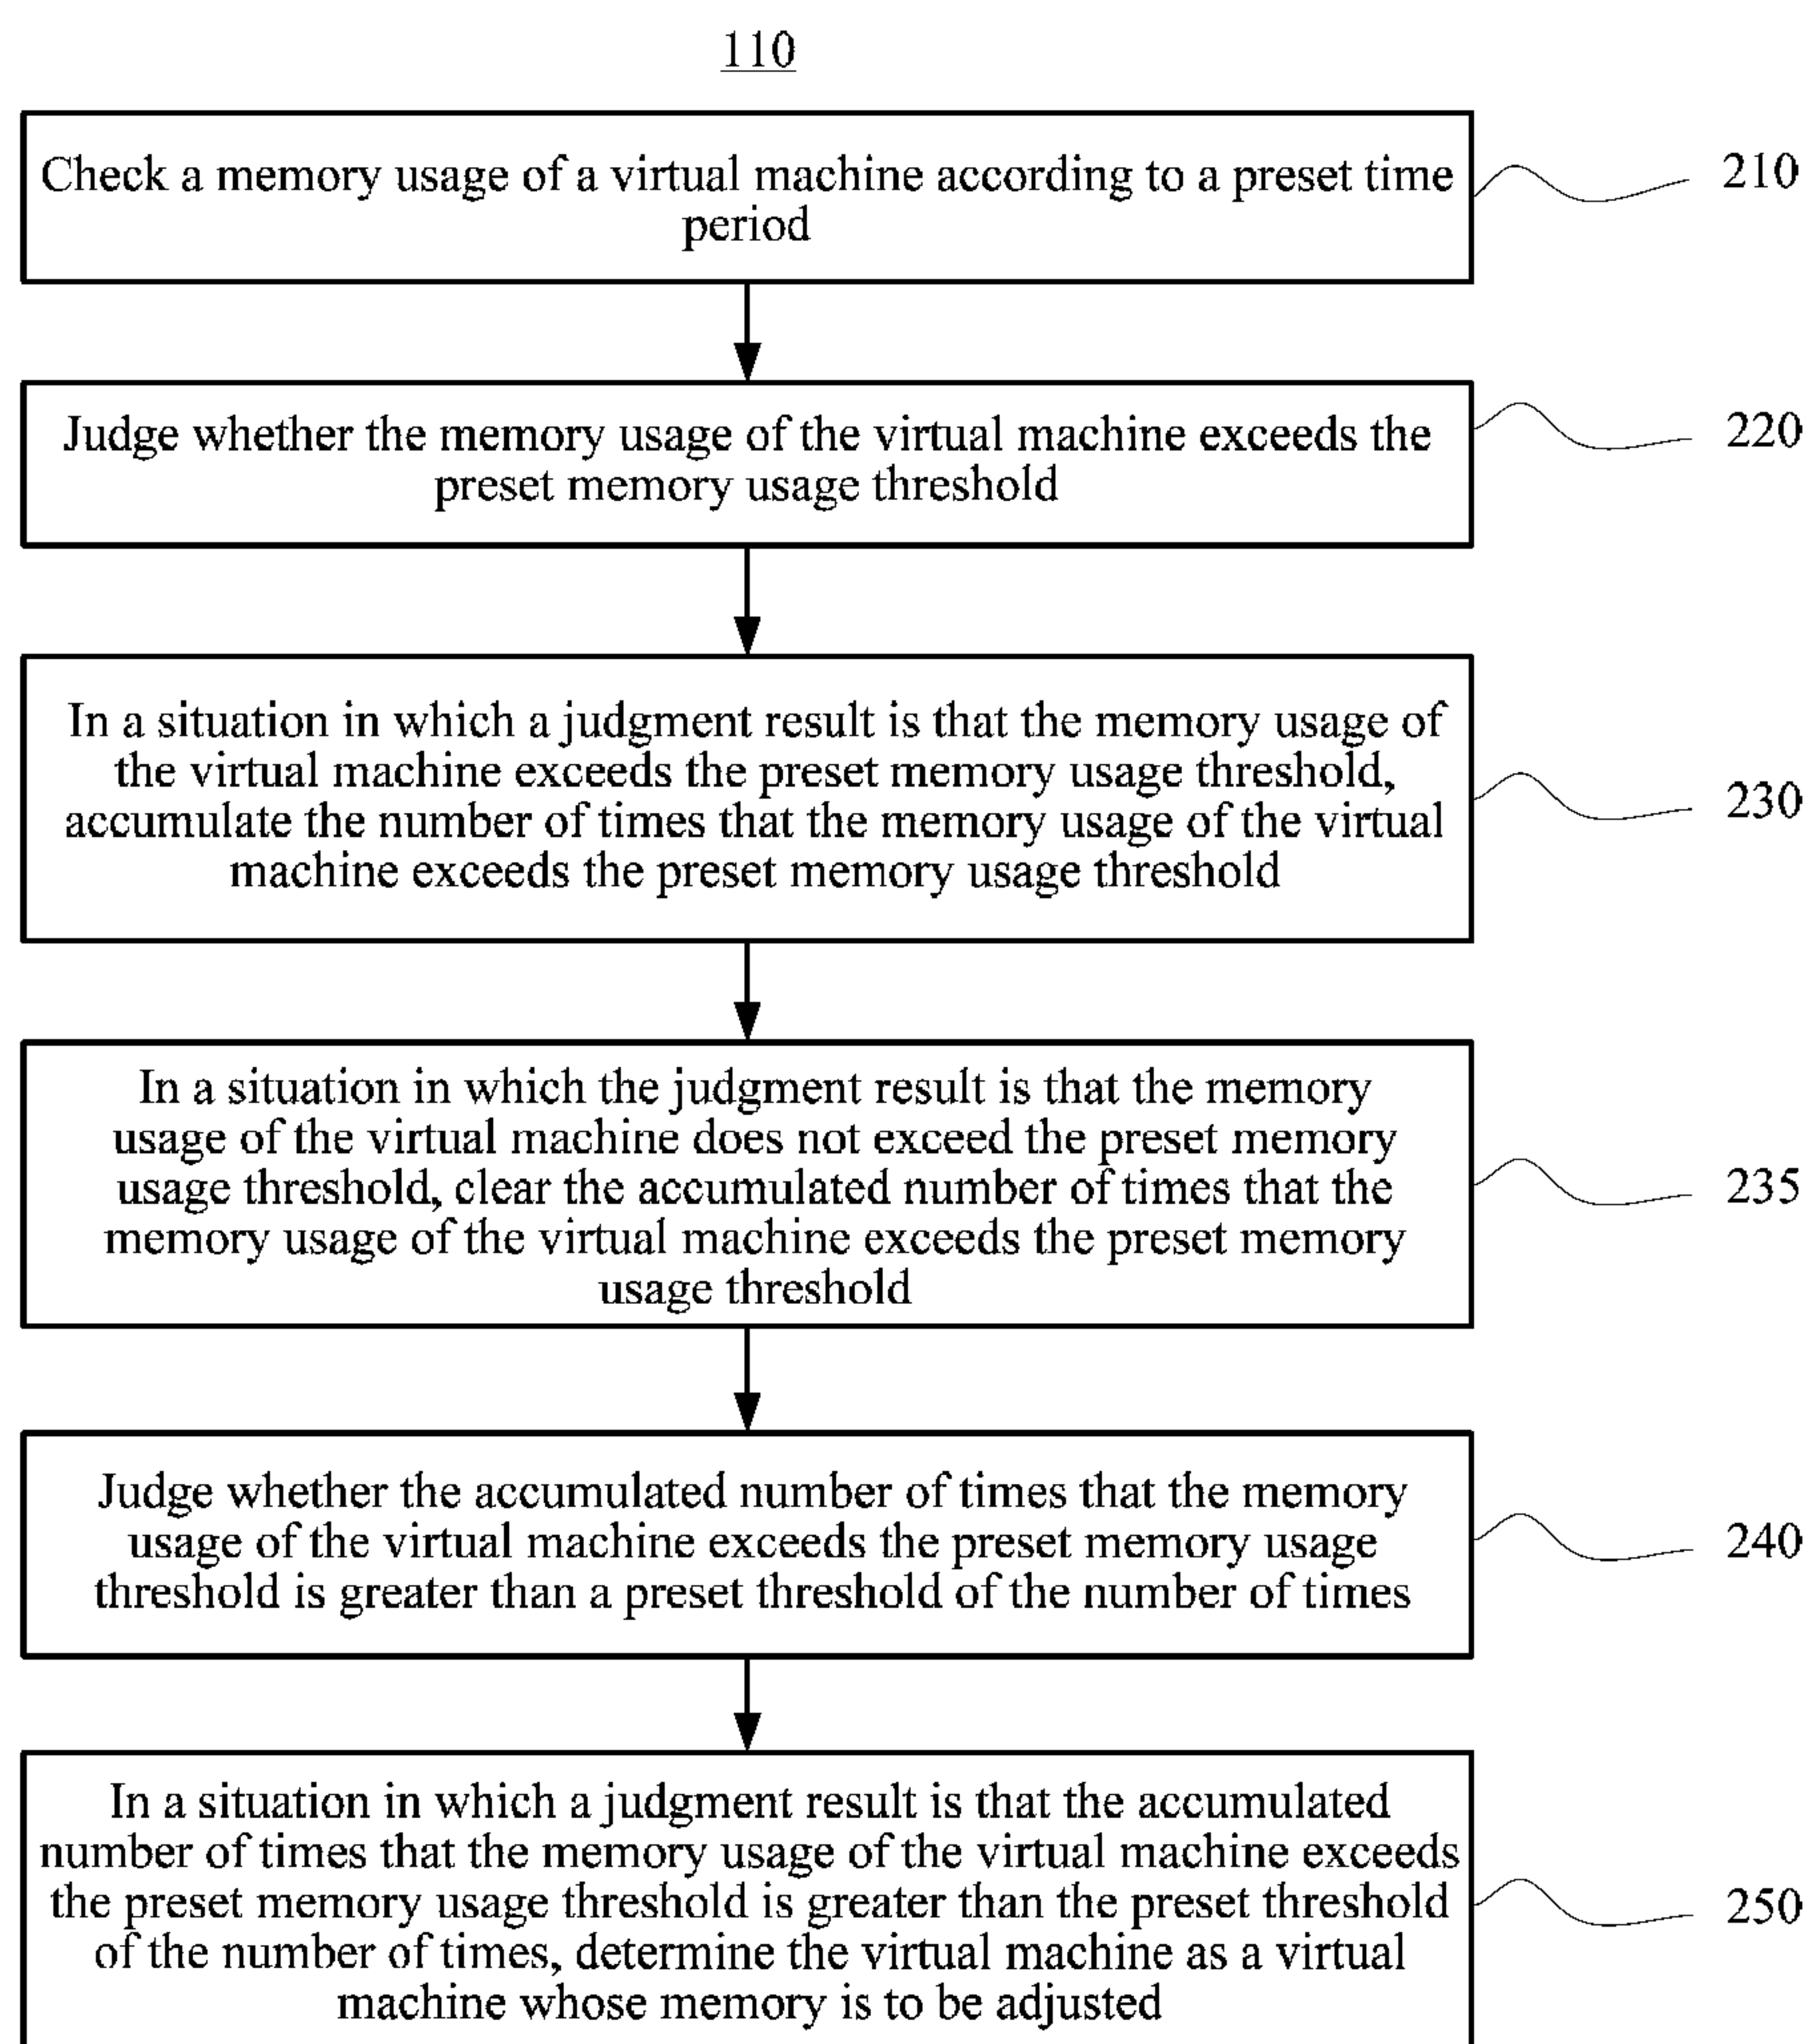 110
Check a memory usage of a virtual machine according to a preset time
period
210
Judge whether the memory usage of the virtual machine exceeds the
preset memory usage threshold
220
In a situation in which a judgment result is that the memory usage of
the virtual machine exceeds the preset memory usage threshold,
accumulate the number of times that the memory usage of the virtual
machine exceeds the preset memory usage threshold
230
In a situation in which the judgment result is that the memory
usage of the virtual machine does not exceed the preset memory
usage threshold, clear the accumulated number of times that the
memory usage of the virtual machine exceeds the preset memory
usage threshold
235
Judge whether the accumulated number of times that the memory
usage of the virtual machine exceeds the preset memory usage
threshold is greater than a preset threshold of the number of times
240
In a situation in which a judgment result is that the accumulated
number of times that the memory usage of the virtual machine exceeds
the preset memory usage threshold is greater than the preset threshold
of the number of times, determine the virtual machine as a virtual
machine whose memory is to be adjusted
250